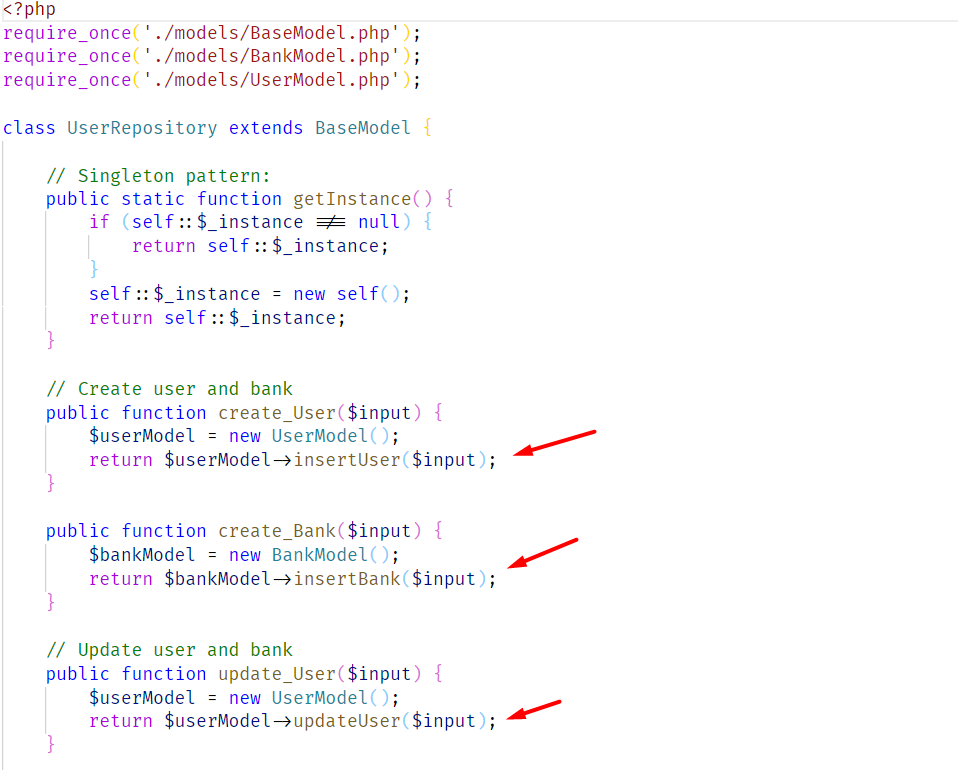 <?php
require_once('./models/BaseModel.php');
require_once('./models/BankModel.php');
require_once('./models/UserModel.php');
class UserRepository extends BaseModel {
// Singleton pattern:
public static function getInstance() {
if (self::$_instance !== null) {
return self::$_instance;
}
self::$_instance = new self();
return self::$_instance;
}
// Create user and bank
public function create_User($input) {
$userModel = new UserModel();
return $userModel->insertUser($input);
}
public function create_Bank($input) {
$bankModel = new BankModel();
return $bankModel->insertBank($input);
}
// Update user and bank
public function update_User($input) {
$userModel = new UserModel();
return $userModel->updateUser($input);
}